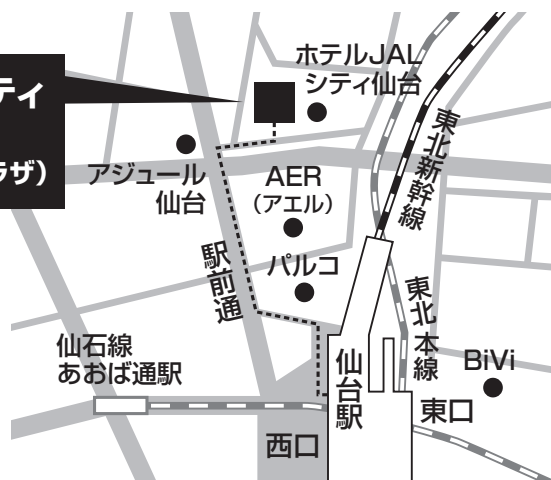 ティ
ラザ）
ホテルJAL
シティ仙台
アジュール
仙台
AER
（アエル）
パルコ
駅前通
東北新幹線
東北本線
仙石線
あおば通駅
仙台駅
BiVi
東口
西口